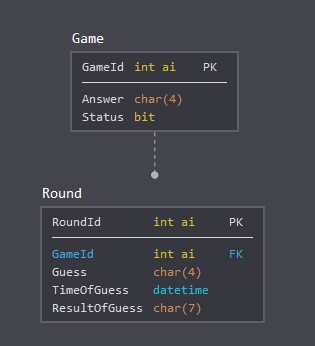 Game
GameId int ai PK
Answer char(4)
Status bit
Round
RoundId int ai PK
GameId int ai FK
Guess char(4)
TimeOfGuess datetime
ResultOfGuess char(7)